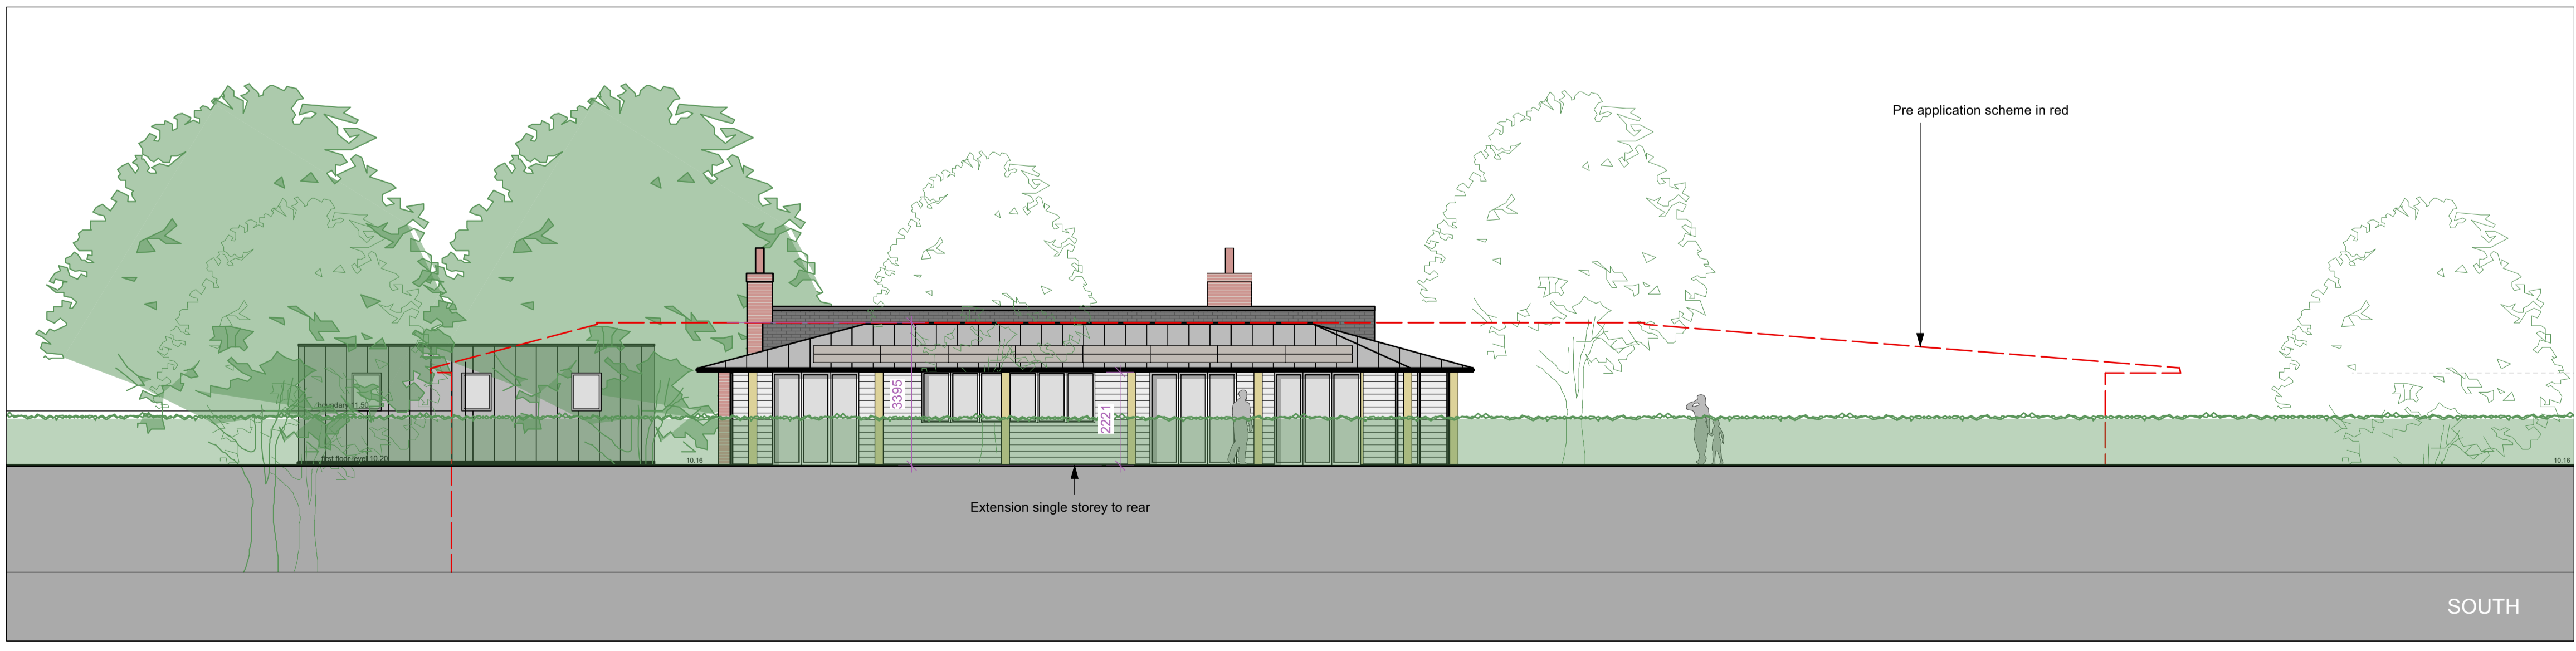 Pre application scheme in red
3395
boundary 11.50
2221
first floor level 10.20
10.16
10.16
Extension single storey to rear
SOUTH